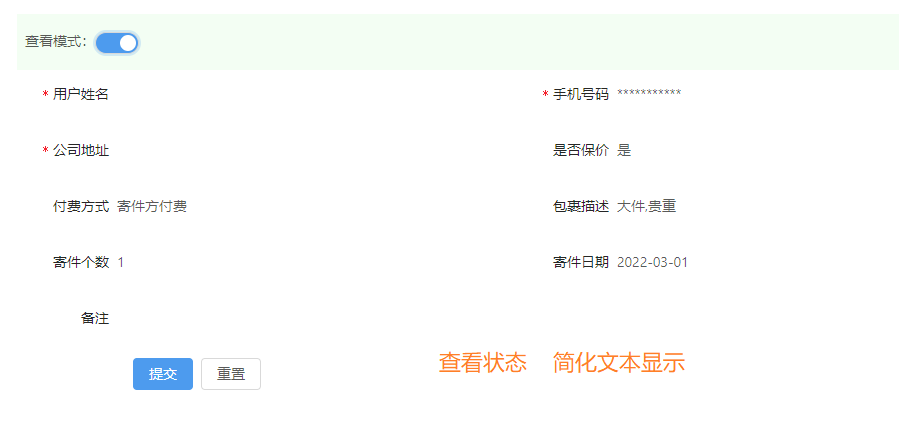 查看模式：
* 用户姓名 * 手机号码 ***********
* 公司地址 是否保价 是
付费方式 寄件方付费 包裹描述 大件,贵重
寄件个数 1 寄件日期 2022-03-01
备注
提交 重置 查看状态 简化文本显示